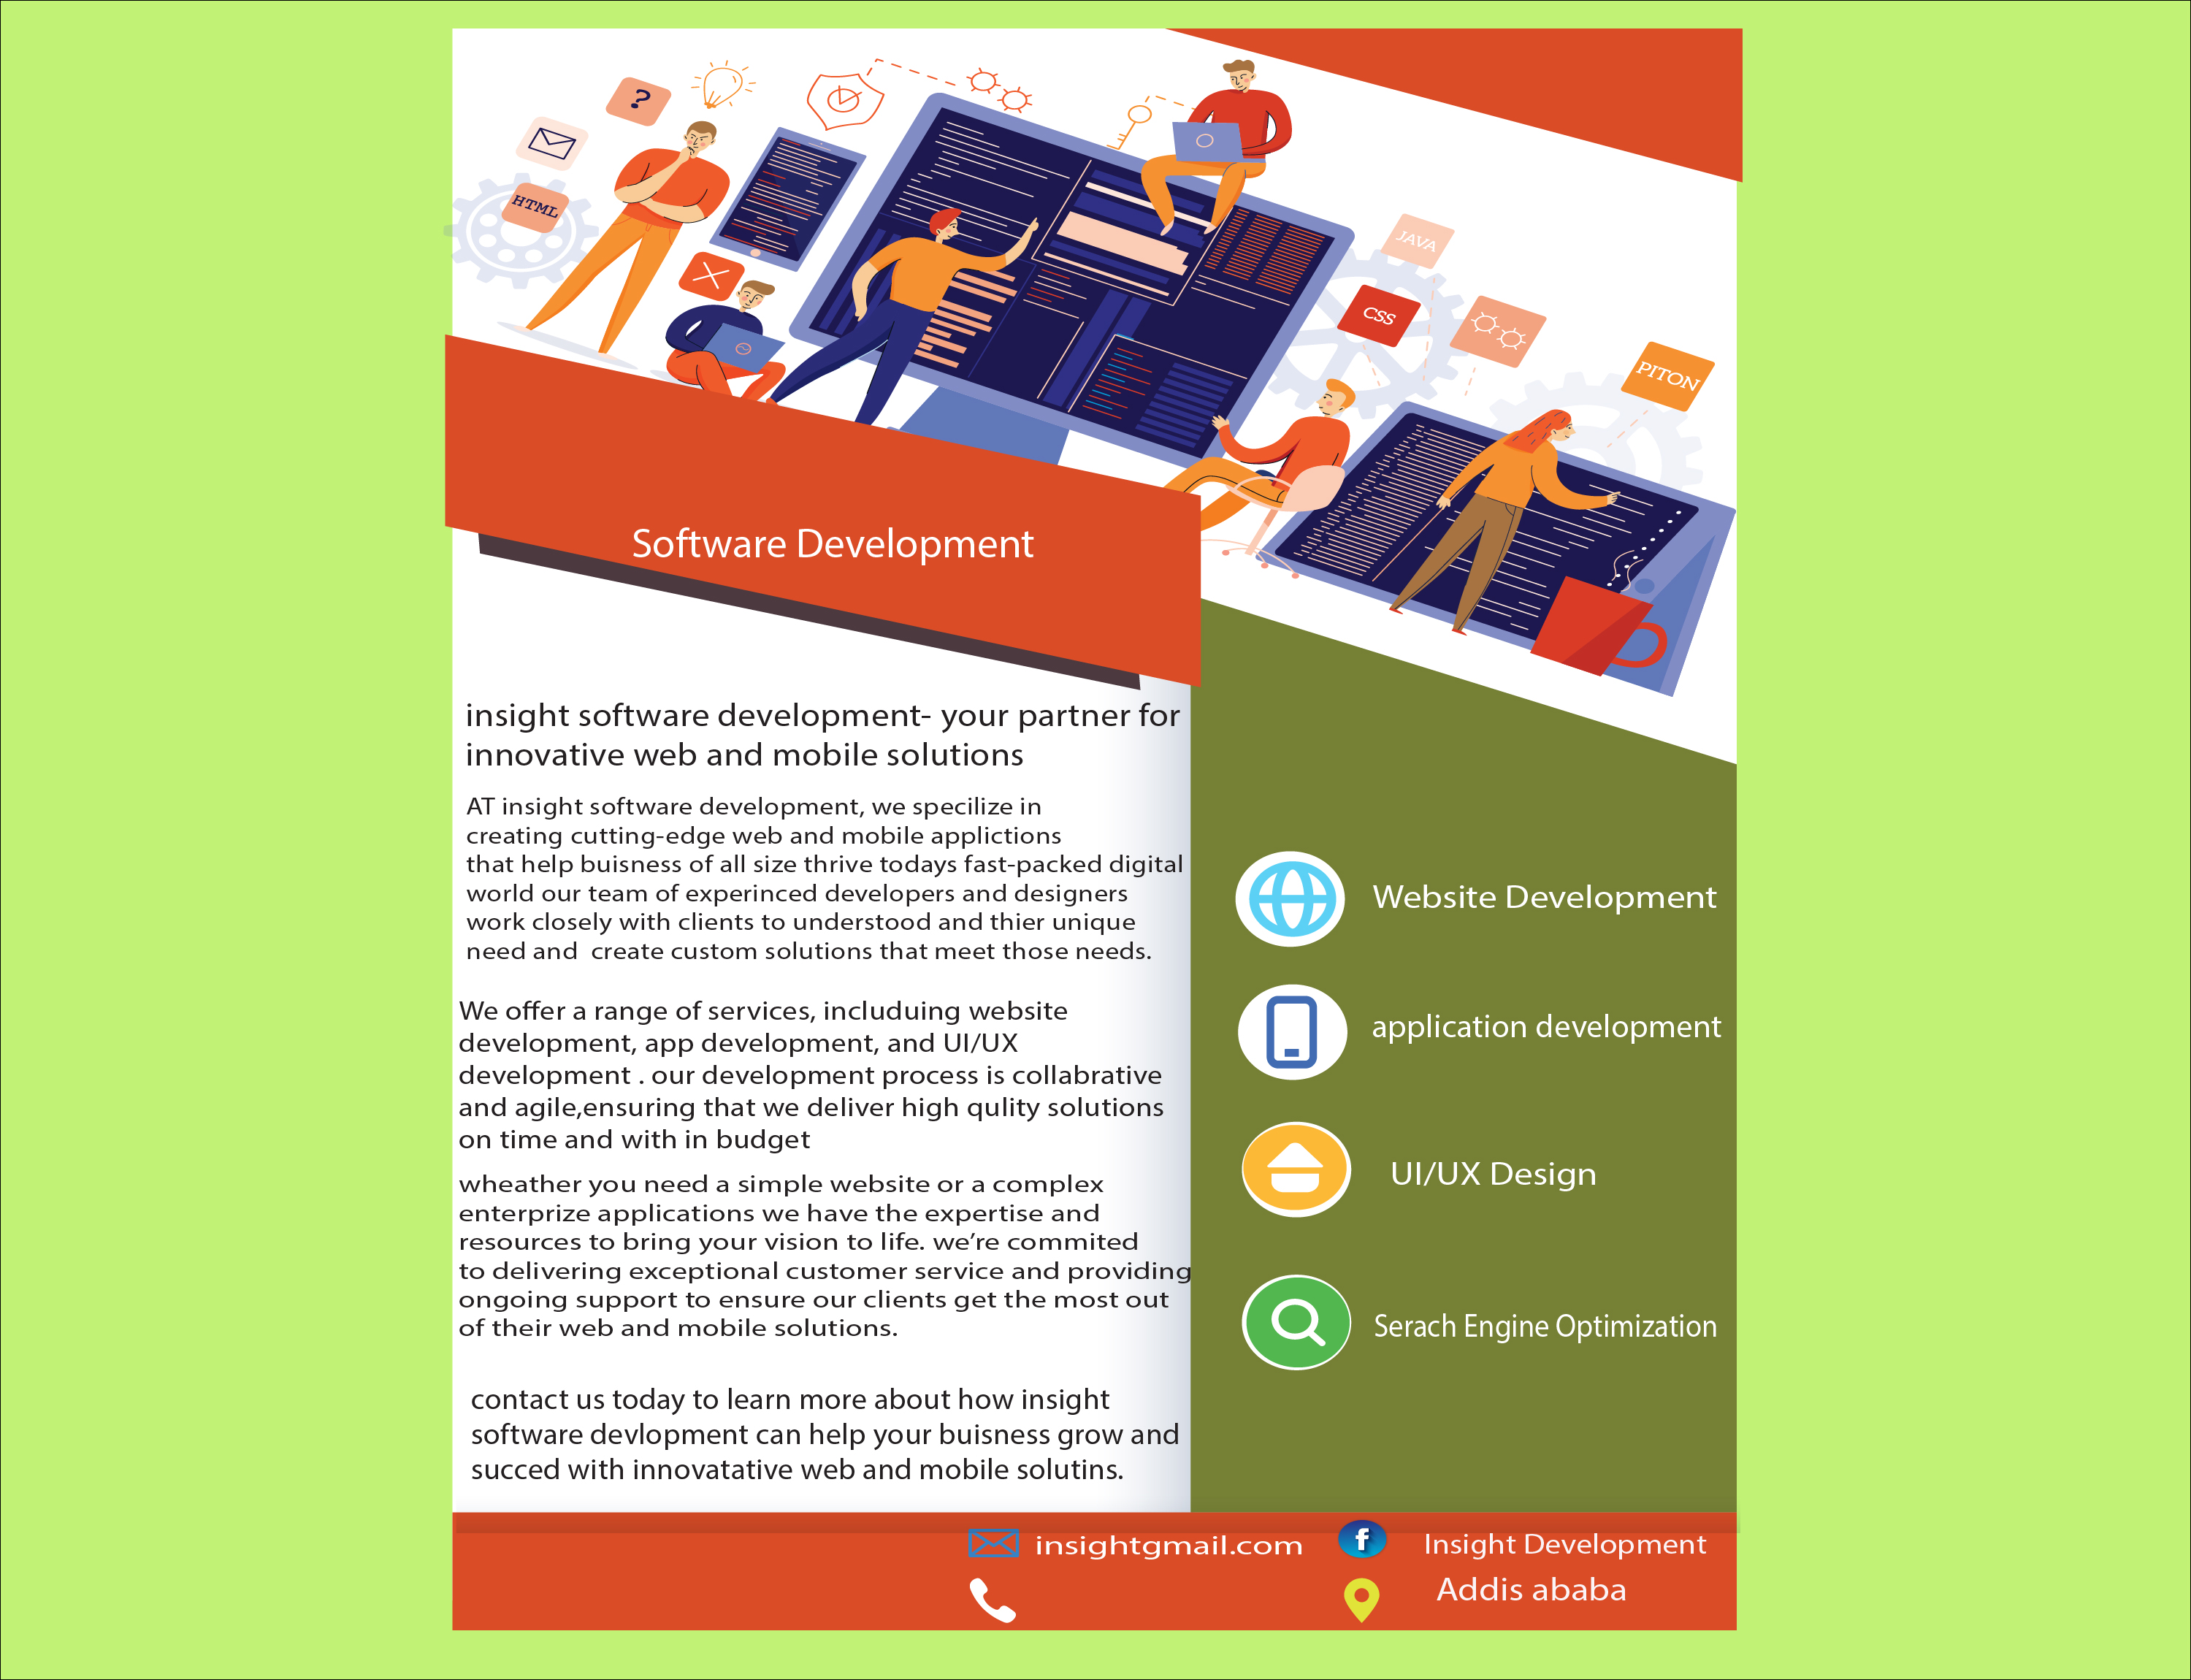 ?
HTML
JAVA
CSS
PITON
Software Development
insight software development- your partner for
innovative web and mobile solutions
AT insight software development, we specilize in
creating cutting-edge web and mobile applictions
that help buisness of all size thrive todays fast-packed digital
world our team of experinced developers and designers
work closely with clients to understood and thier unique
need and  create custom solutions that meet those needs.
We offer a range of services, includuing website
development, app development, and UI/UX
development . our development process is collabrative
and agile,ensuring that we deliver high qulity solutions
on time and with in budget
wheather you need a simple website or a complex
enterprize applications we have the expertise and
resources to bring your vision to life. we’re commited
to delivering exceptional customer service and providing
ongoing support to ensure our clients get the most out
of their web and mobile solutions.
contact us today to learn more about how insight
software devlopment can help your buisness grow and
succed with innovatative web and mobile solutins.
Website Development
application development
UI/UX Design
Serach Engine Optimization
insightgmail.com
f
Insight Development
Addis ababa